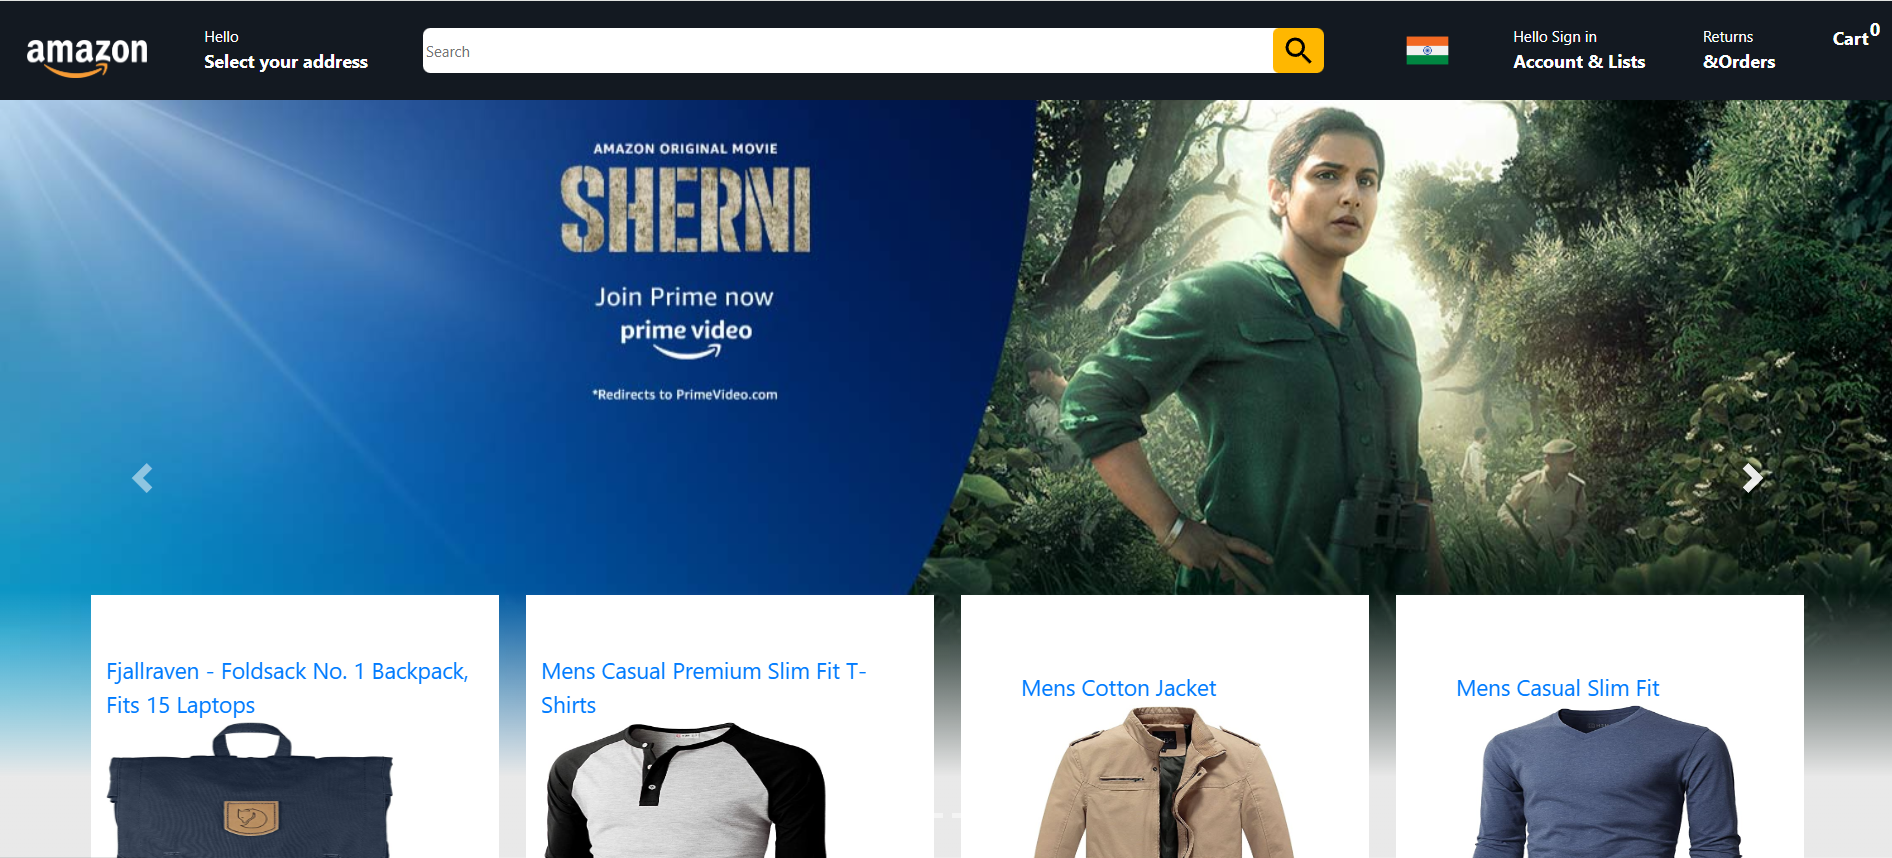 amazon
Hello
Select your address
Search
Hello Sign in
Account & Lists
Returns
&Orders
Cart
0
AMAZON ORIGINAL MOVIE
SHERNI
Join Prime now
prime video
*Redirects to PrimeVideo.com
Fjallraven - Foldsack No. 1 Backpack,
Fits 15 Laptops
Mens Casual Premium Slim Fit T-
Shirts
Mens Cotton Jacket
Mens Casual Slim Fit